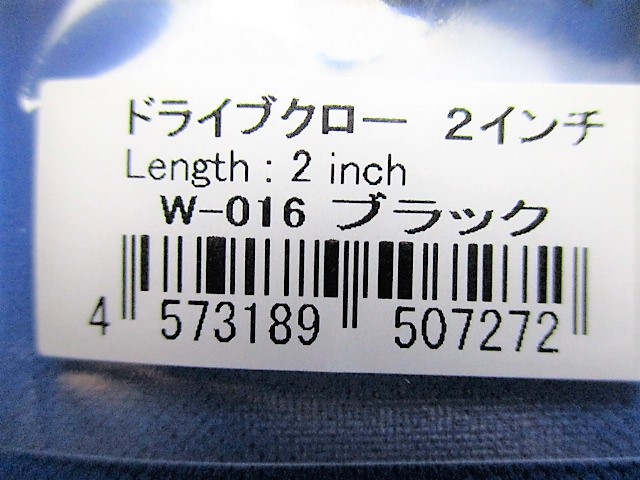 ドライブクロー 2インチ
Length : 2 inch
W-016 ブラック
4 573189 507272